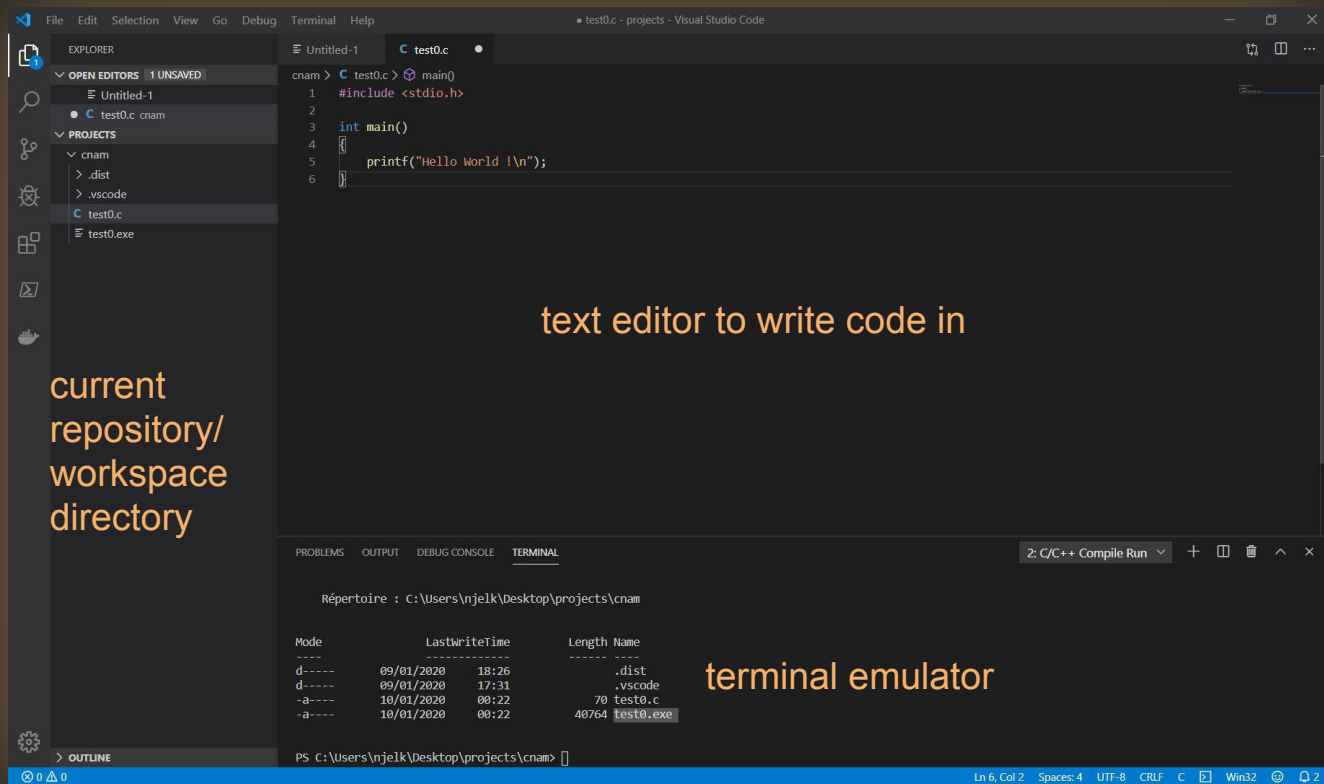 File Edit Selection View Go Debug Terminal Help
● test0.c - projects - Visual Studio Code
EXPLORER
OPEN EDITORS 1 UNSAVED
Untitled-1
C test0.c cnam
PROJECTS
cnam
.dist
.vscode
C test0.c
test0.exe
current
repository/
workspace
directory
OUTLINE
Untitled-1 C test0.c
cnam > C test0.c > main()
1 #include <stdio.h>
2
3 int main()
4 {
5 printf("Hello World !\n");
6 }
text editor to write code in
PROBLEMS OUTPUT DEBUG CONSOLE TERMINAL
2: C/C++ Compile Run
Répertoire : C:\Users\njelk\Desktop\projects\cnam
Mode LastWriteTime Length Name
---- ------------- ------ ----
d----- 09/01/2020 18:26 .dist
d----- 09/01/2020 17:31 .vscode
-a---- 10/01/2020 00:22 70 test0.c
-a---- 10/01/2020 00:22 40764 test0.exe
terminal emulator
PS C:\Users\njelk\Desktop\projects\cnam>
1
0 0
Ln 6, Col 2 Spaces: 4 UTF-8 CRLF C Win32 2